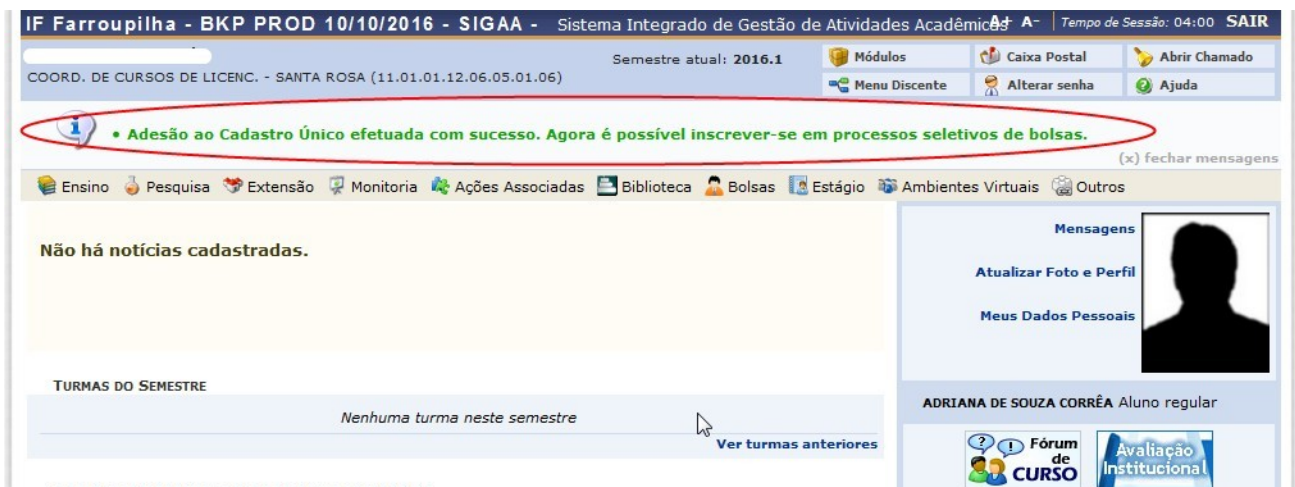 IF Farroupilha - BKP PROD 10/10/2016 - SIGAA - Sistema Integrado de Gestão de Atividades Acadêmicas A+ A- Tempo de Sessão: 04:00 SAIR
Semestre atual: 2016.1 Módulos Caixa Postal Abrir Chamado
COORD. DE CURSOS DE LICENC. - SANTA ROSA (11.01.01.12.06.05.01.06)
Menu Discente Alterar senha Ajuda
• Adesão ao Cadastro Único efetuada com sucesso. Agora é possível inscrever-se em processos seletivos de bolsas.
(x) fechar mensagens
Ensino Pesquisa Extensão Monitoria Ações Associadas Biblioteca Bolsas Estágio Ambientes Virtuais Outros
Não há notícias cadastradas.
Mensagens
Atualizar Foto e Perfil
Meus Dados Pessoais
TURMAS DO SEMESTRE
Nenhuma turma neste semestre
Ver turmas anteriores
ADRIANA DE SOUZA CORRÊA Aluno regular
Fórum
de
CURSO
Avaliação
Institucional